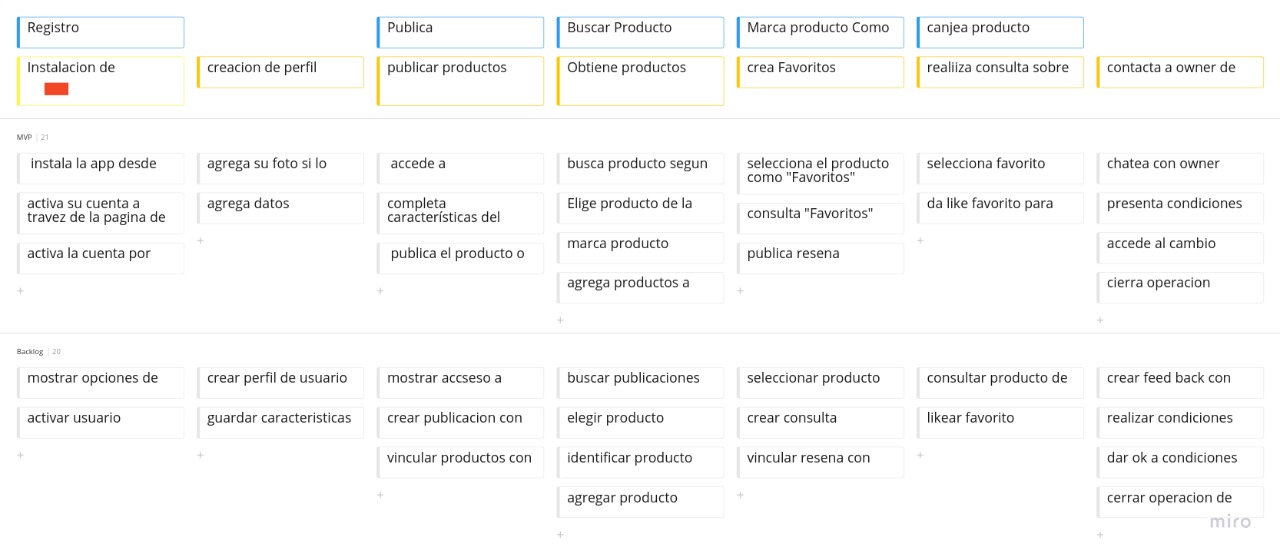 Registro
Publica
Buscar Producto
Marca producto Como
canjea producto
Instalacion de
creacion de perfil
publicar productos
Obtiene productos
crea Favoritos
realiiza consulta sobre
contacta a owner de
MVP 21
instala la app desde
agrega su foto si lo
accede a
busca producto segun
selecciona el producto
como "Favoritos"
selecciona favorito
chatea con owner
activa su cuenta a
travez de la pagina de
agrega datos
completa
características del
Elige producto de la
consulta "Favoritos"
da like favorito para
presenta condiciones
activa la cuenta por
publica el producto o
marca producto
publica resena
accede al cambio
agrega productos a
cierra operacion
Backlog 20
mostrar opciones de
crear perfil de usuario
mostrar accseso a
buscar publicaciones
seleccionar producto
consultar producto de
crear feed back con
activar usuario
guardar caracteristicas
crear publicacion con
elegir producto
crear consulta
likear favorito
realizar condiciones
vincular productos con
identificar producto
vincular resena con
dar ok a condiciones
agregar producto
cerrar operacion de
miro